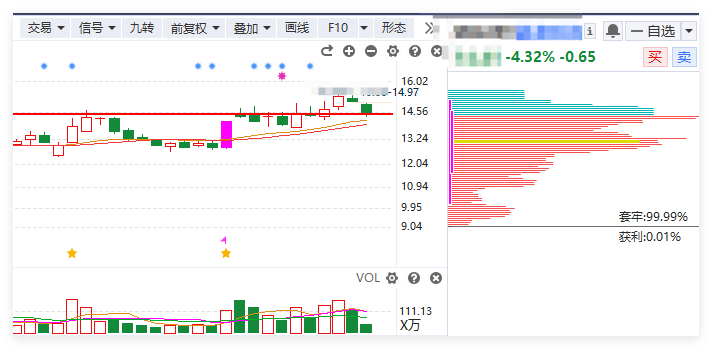 交易 信号 九转 前复权 叠加 画线 F10 形态 一 自选
-4.32% -0.65 买 卖
16.02
-14.97
14.56
13.24
12.04
10.94
9.95
套牢:99.99%
9.04
获利:0.01%
VOL
111.13
X万